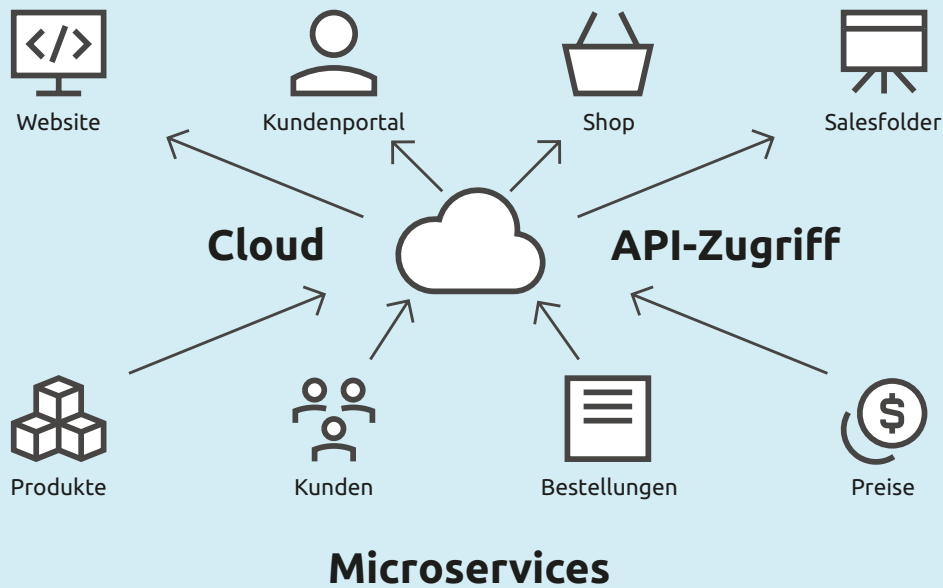 Website
Kundenportal
Shop
Salesfolder
Cloud
API-Zugriff
Produkte
Kunden
Bestellungen
Preise
Microservices